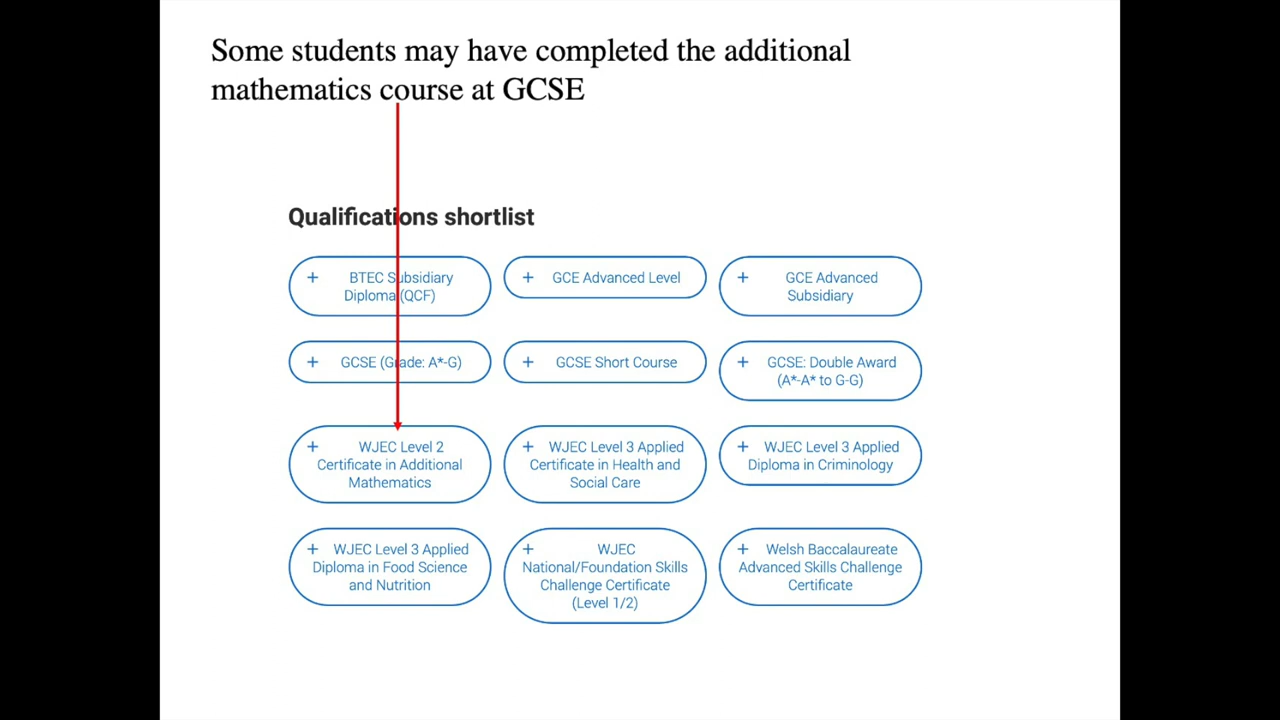 Some students may have completed the additional
mathematics course at GCSE
Qualifications shortlist
+ BTEC Subsidiary
Diploma (QCF)
+ GCE Advanced Level
+ GCE Advanced
Subsidiary
+ GCSE (Grade: A*-G)
+ GCSE Short Course
+ GCSE: Double Award
(A*-A* to G-G)
+ WJEC Level 2
Certificate in Additional
Mathematics
+ WJEC Level 3 Applied
Certificate in Health and
Social Care
+ WJEC Level 3 Applied
Diploma in Criminology
+ WJEC Level 3 Applied
Diploma in Food Science
and Nutrition
+ WJEC
National/Foundation Skills
Challenge Certificate
(Level 1/2)
+ Welsh Baccalaureate
Advanced Skills Challenge
Certificate